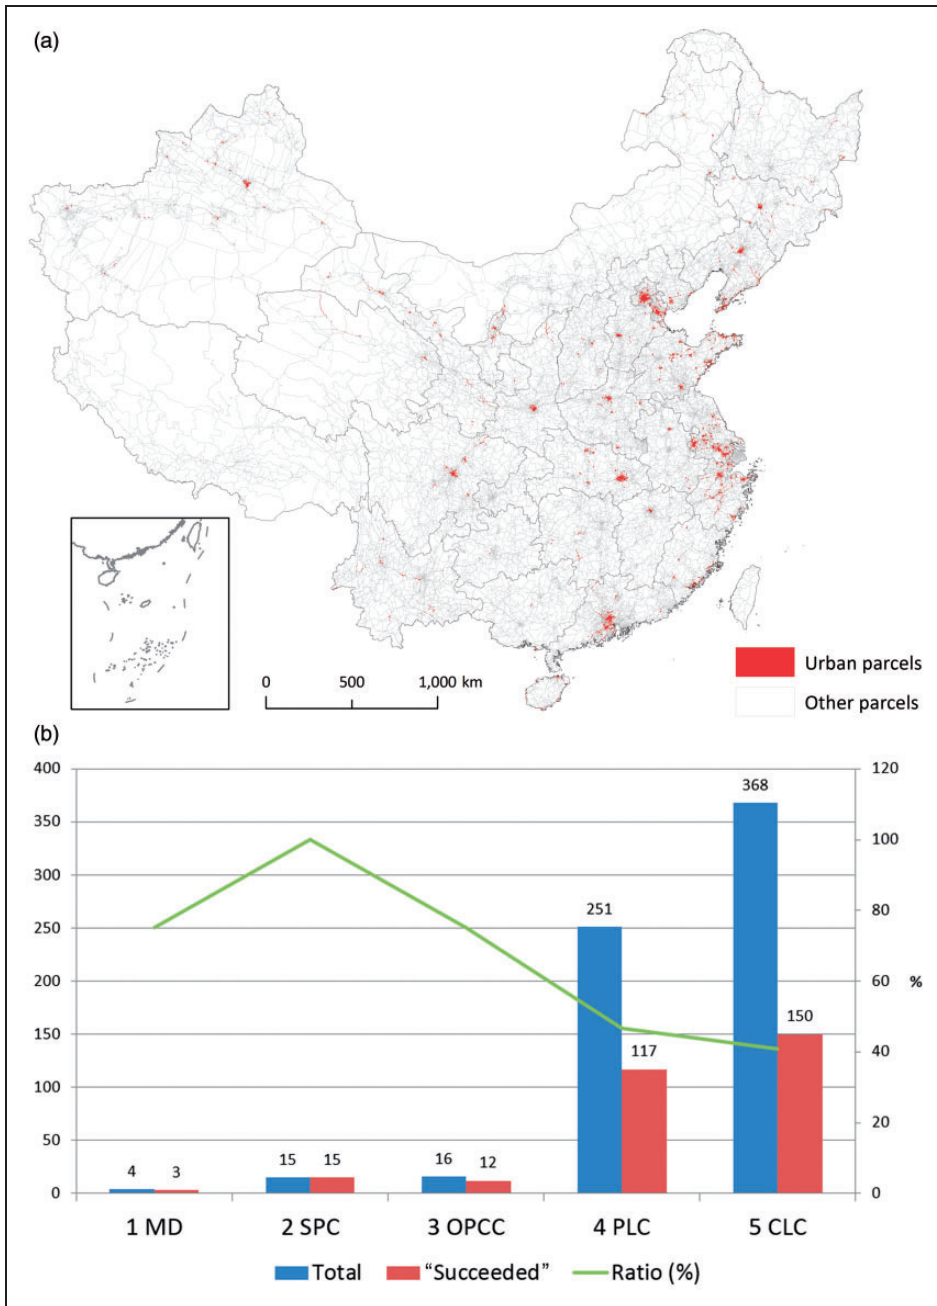 (a)
Urban parcels
0 500 1,000 km
Other parcels
(b)
400 120
368
350
100
300
251
250 80
200 60 %
150
150 117
40
100
20
50
15 15 16 12
4 3
0 0
1 MD 2 SPC 3 OPCC 4 PLC 5 CLC
Total “Succeeded” Ratio (%)